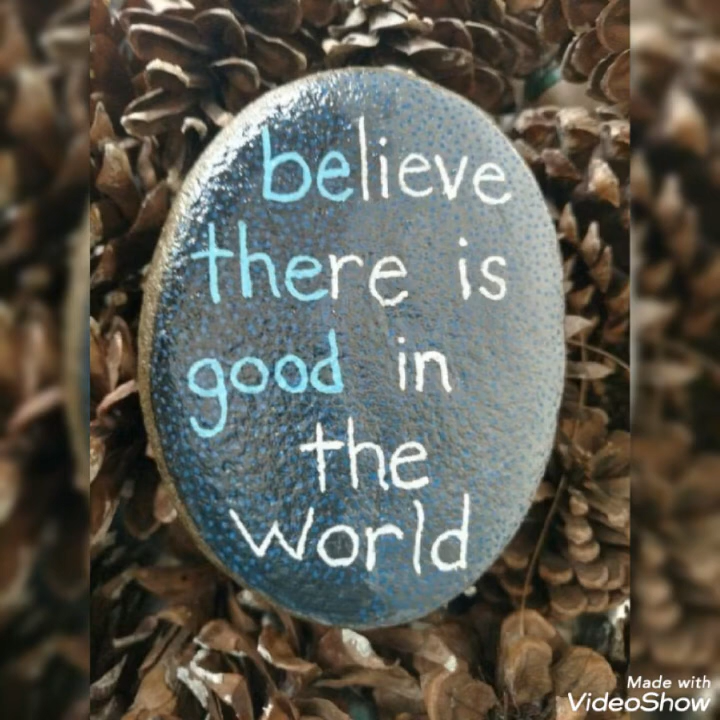 believe
there is
good in
the
world
Made with
VideoShow